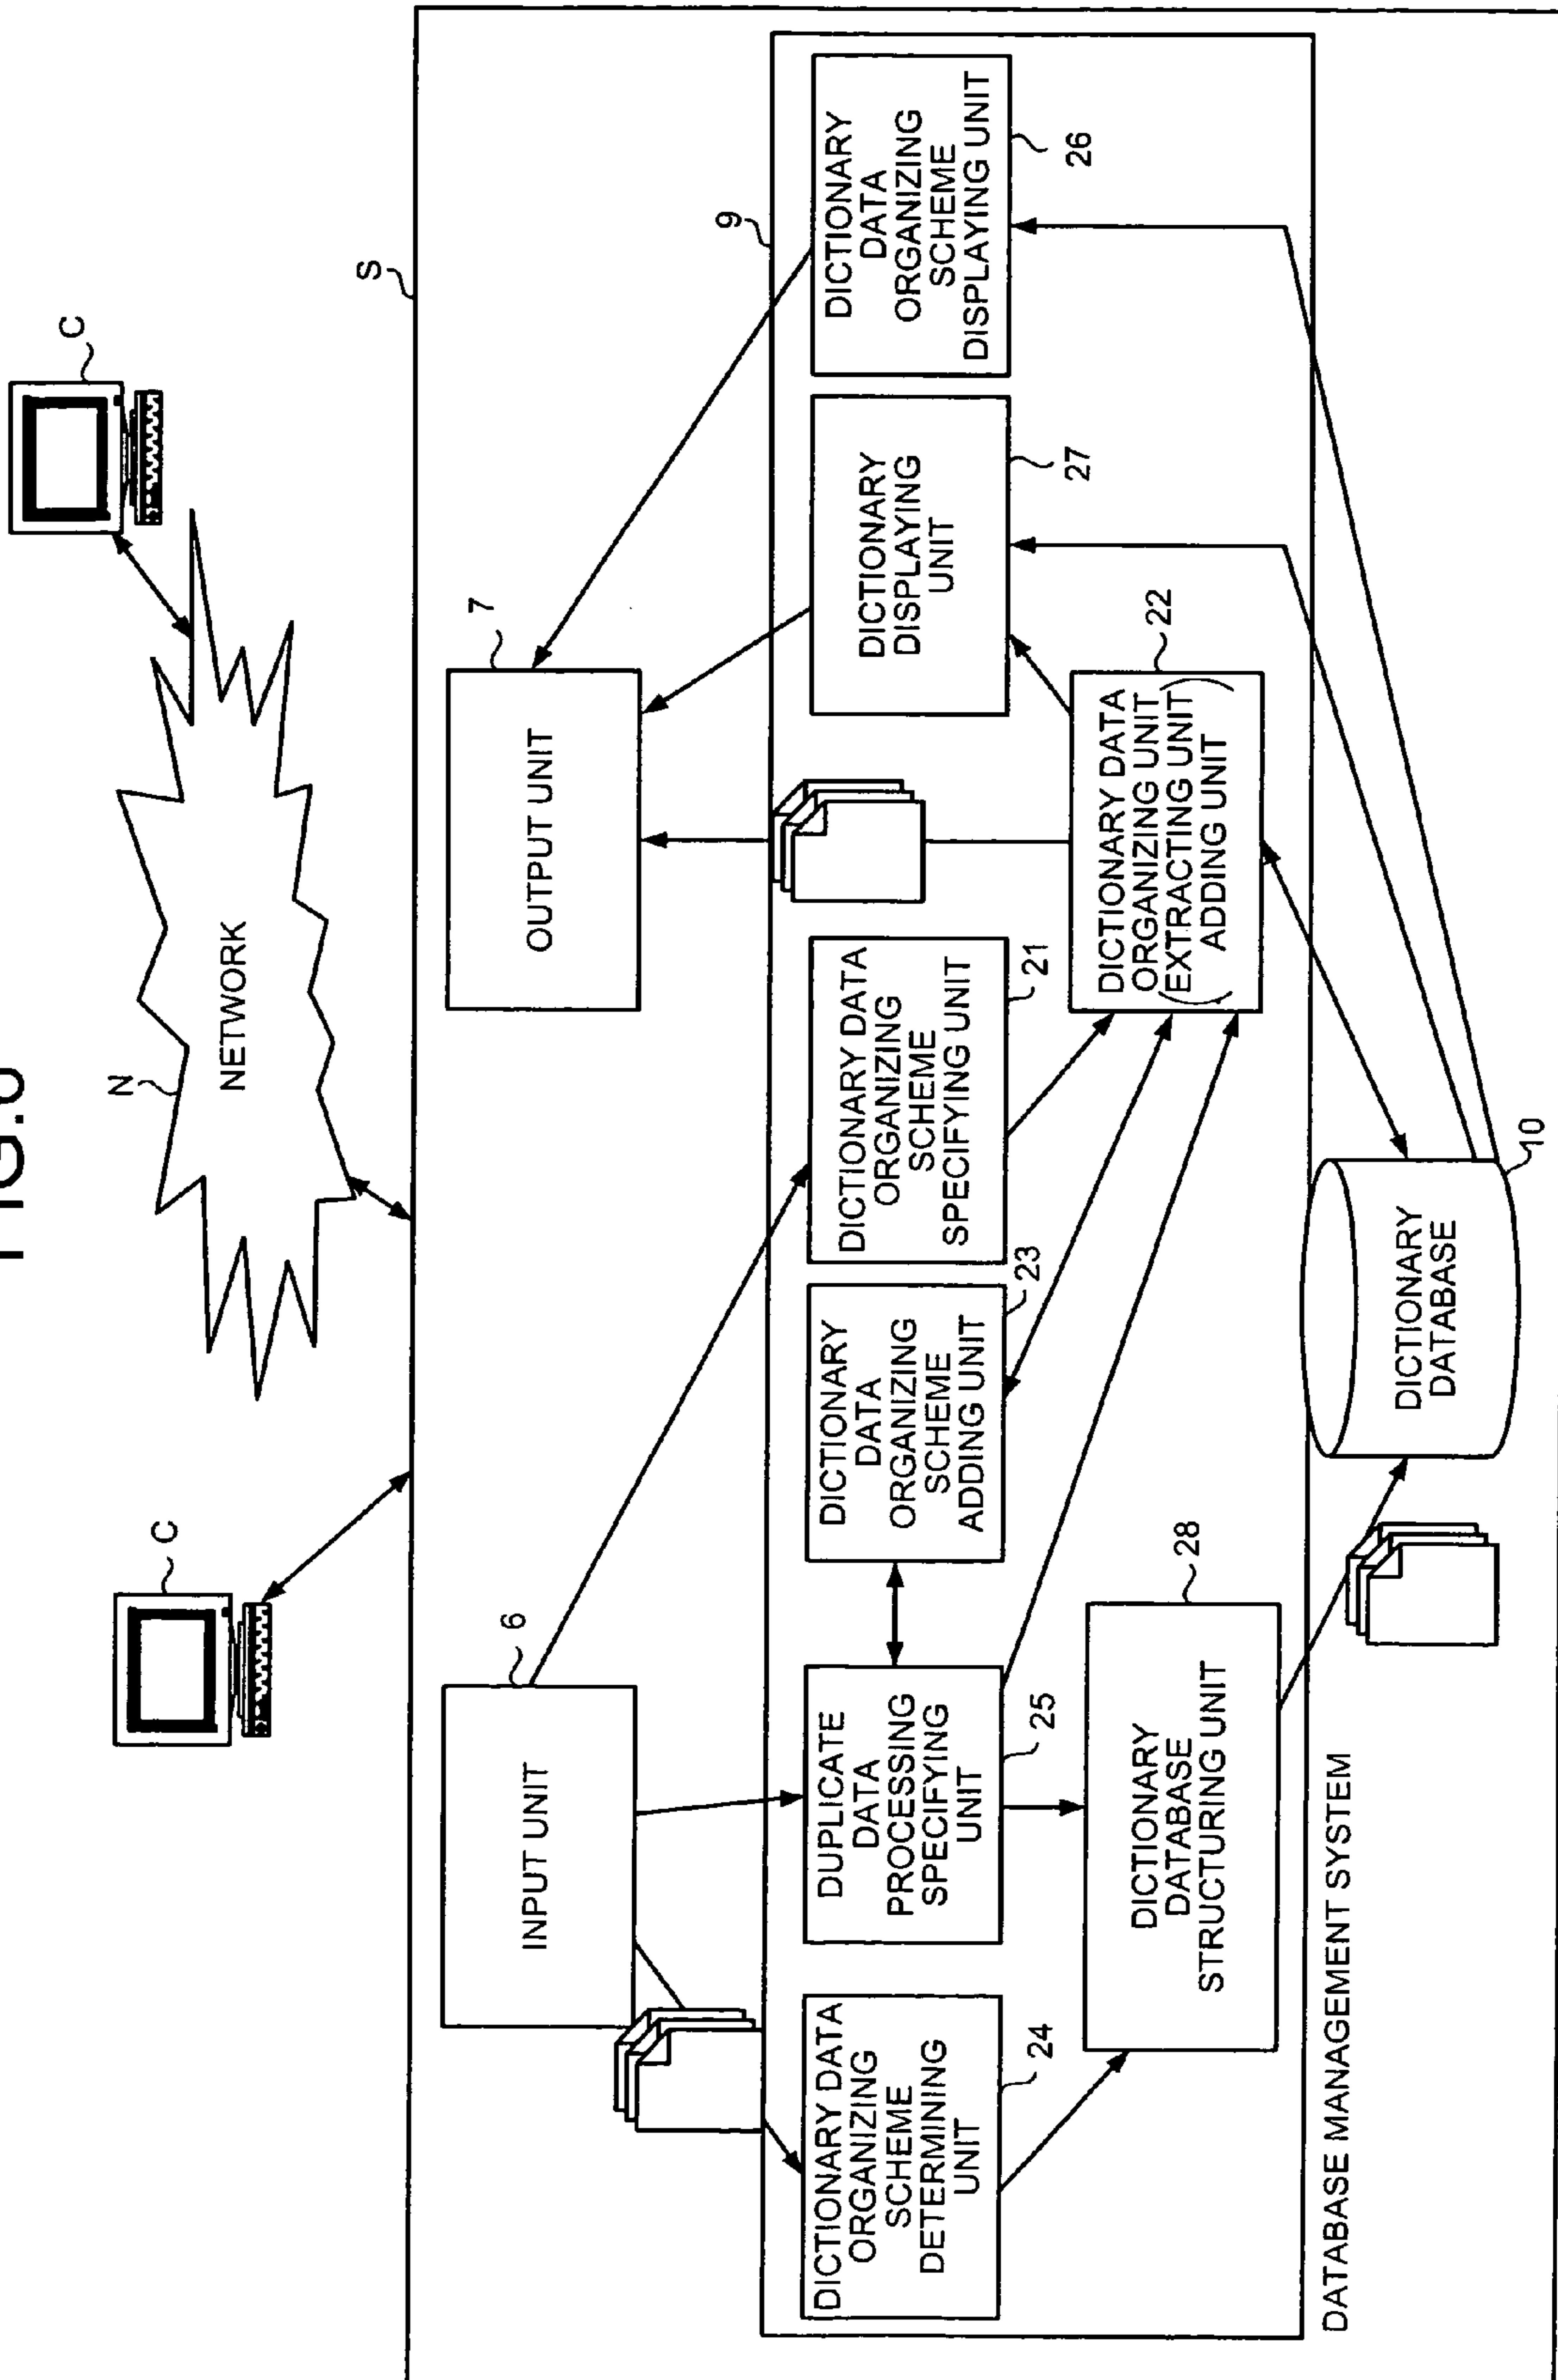 FIG.
C
N
NETWORK
C
S
6
INPUT UNIT
7
OUTPUT UNIT
9
DICTIONARY DATA
ORGANIZING
SCHEME
DETERMINING
UNIT
24
DUPLICATE
DATA
PROCESSING
SPECIFYING
UNIT
25
DICTIONARY
DATA
ORGANIZING
SCHEME
ADDING UNIT
23
DICTIONARY DATA
ORGANIZING
SCHEME
SPECIFYING UNIT
21
DICTIONARY
DISPLAYING
UNIT
27
DICTIONARY
DATA
ORGANIZING
SCHEME
DISPLAYING UNIT
26
28
DICTIONARY
DATABASE
STRUCTURING UNIT
22
DICTIONARY DATA
ORGANIZING UNIT
(EXTRACTING UNIT
ADDING UNIT)
DATABASE MANAGEMENT SYSTEM
DICTIONARY
DATABASE
10